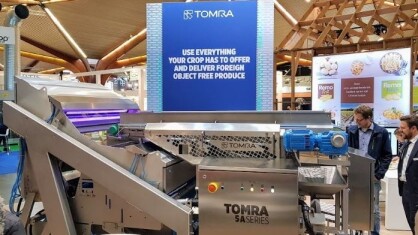 TOMRA
USE EVERYTHING
YOUR CROP HAS TO OFFER
AND DELIVER FOREIGN
OBJECT FREE PRODUCE
TOMRA
TOMRA
5A SERIES